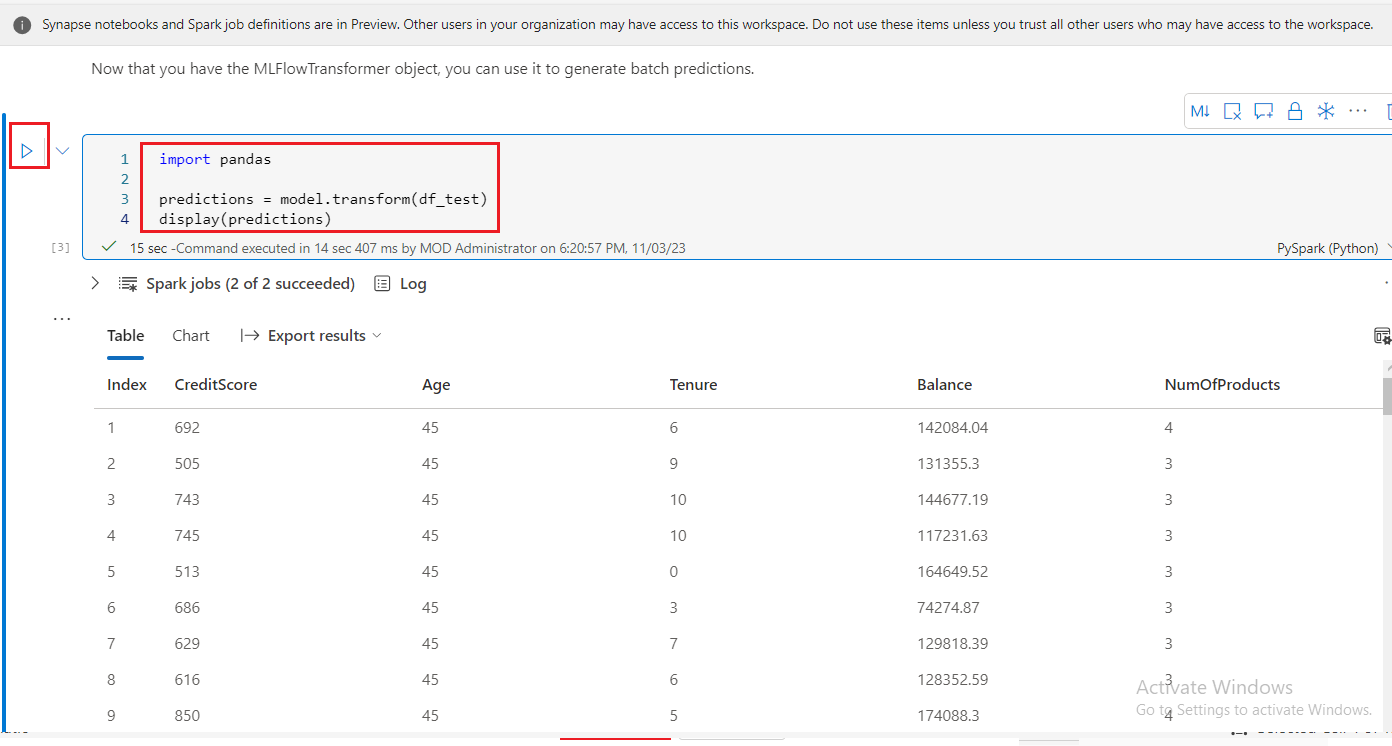 Synapse notebooks and Spark job definitions are in Preview. Other users in your organization may have access to this workspace. Do not use these items unless you trust all other users who may have access to the workspace.
Now that you have the MLFlowTransformer object, you can use it to generate batch predictions.
M↓
1 import pandas
2
3 predictions = model.transform(df_test)
4 display(predictions)
[3] 15 sec -Command executed in 14 sec 407 ms by MOD Administrator on 6:20:57 PM, 11/03/23 PySpark (Python)
Spark jobs (2 of 2 succeeded) Log
Table Chart Export results
Index CreditScore Age Tenure Balance NumOfProducts
1 692 45 6 142084.04 4
2 505 45 9 131355.3 3
3 743 45 10 144677.19 3
4 745 45 10 117231.63 3
5 513 45 0 164649.52 3
6 686 45 3 74274.87 3
7 629 45 7 129818.39 3
8 616 45 6 128352.59 3
Activate Windows
9 850 45 5 174088.3 4
Go to Settings to activate Windows.